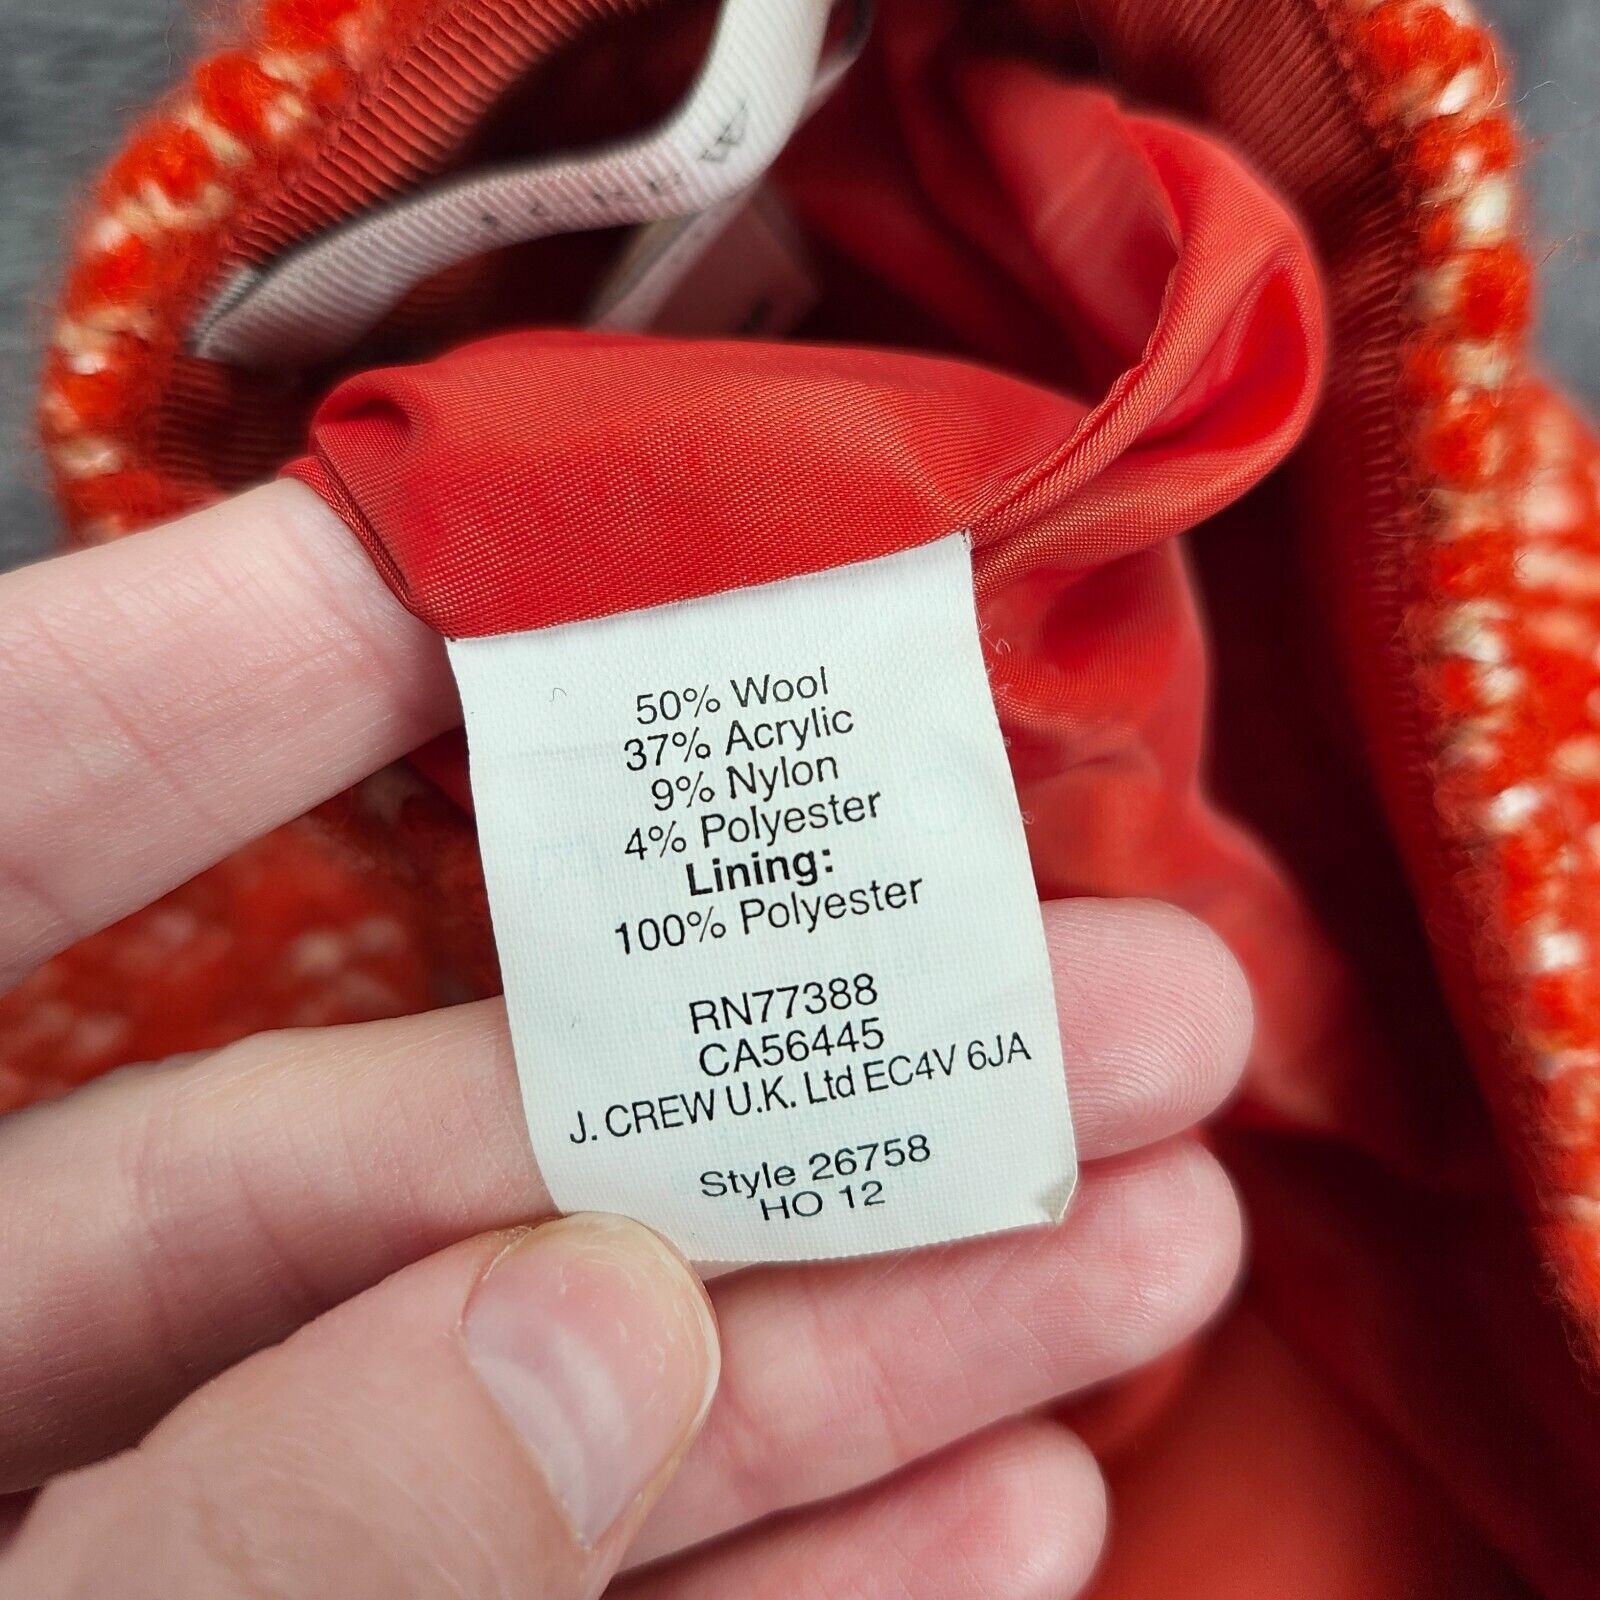 50% Wool
37% Acrylic
9% Nylon
4% Polyester
Lining:
100% Polyester
RN77388
CA56445
J. CREW U.K. Ltd EC4V 6JA
Style 26758
HO 12